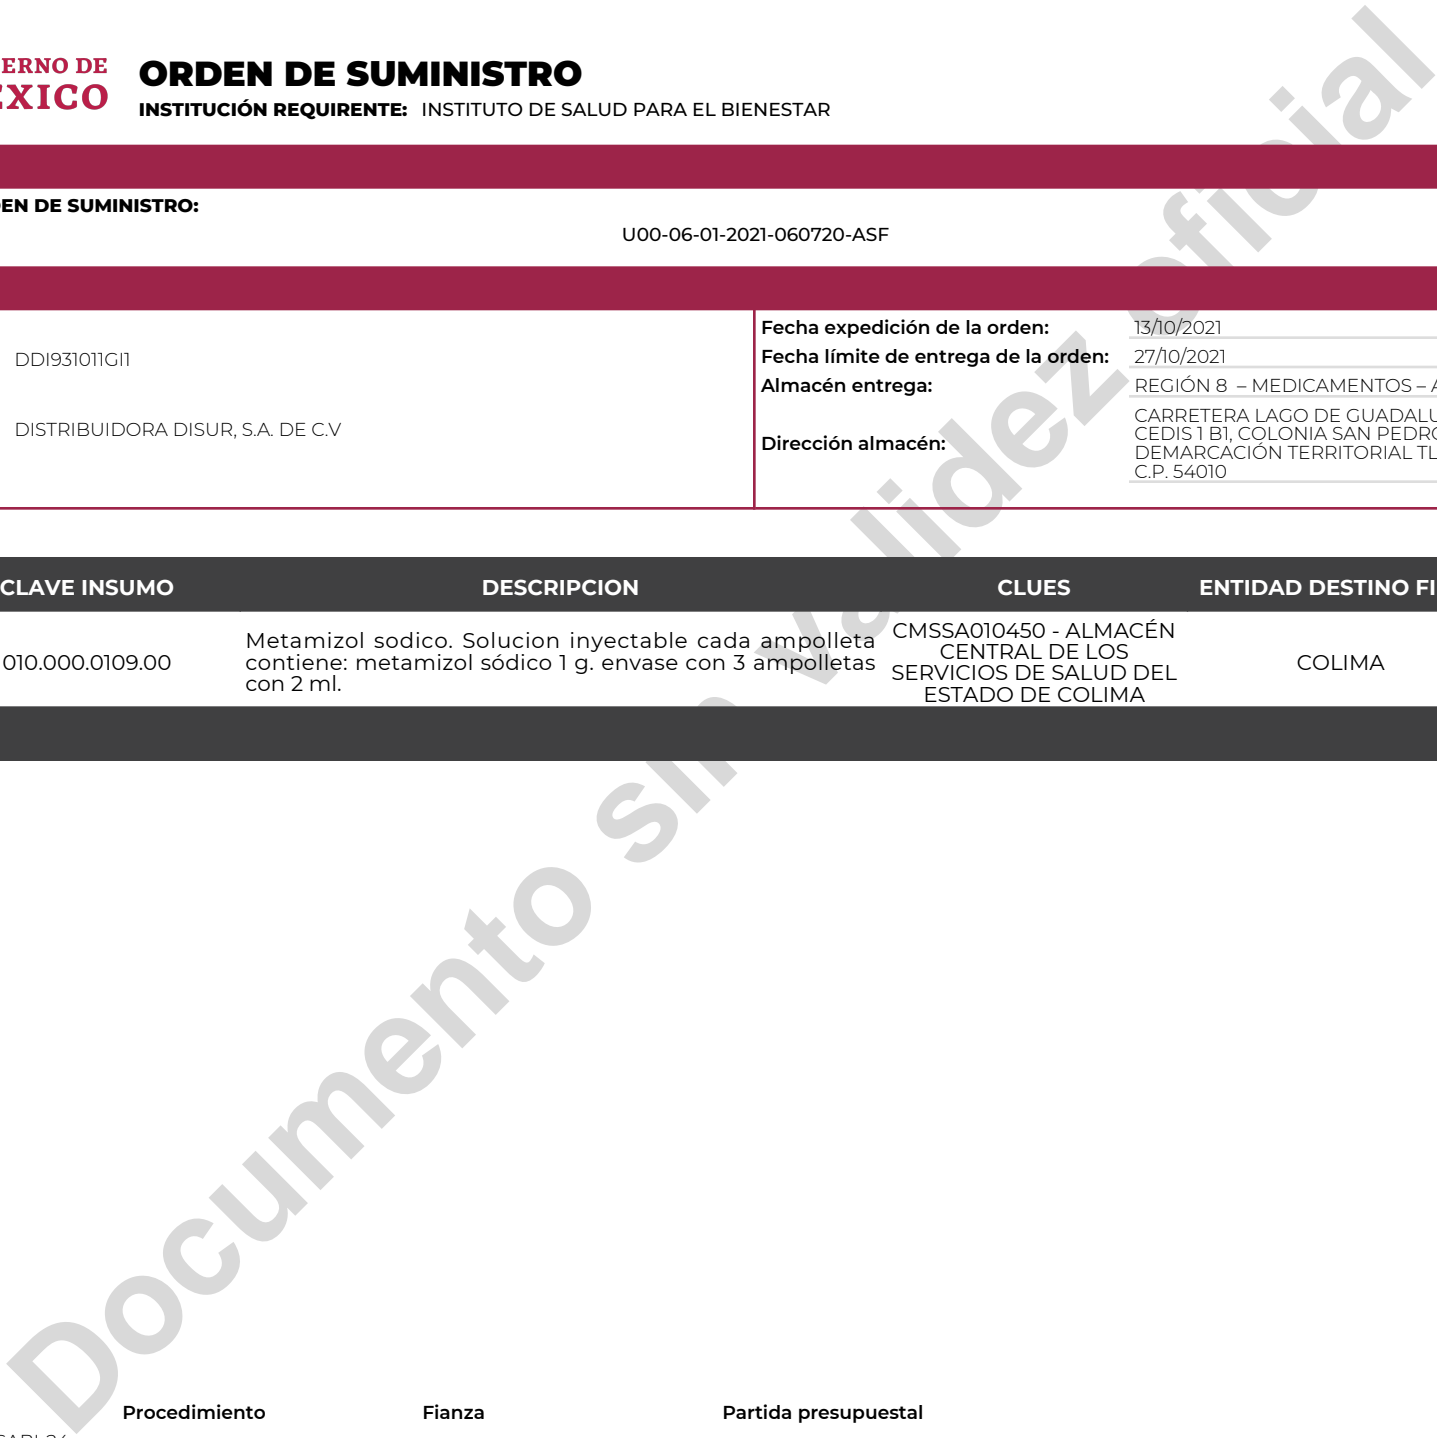 ERNO DE
EXICO
ORDEN DE SUMINISTRO
INSTITUCIÓN REQUIRENTE: INSTITUTO DE SALUD PARA EL BIENESTAR
EN DE SUMINISTRO:
U00-06-01-2021-060720-ASF
DDI931011GI1
DISTRIBUIDORA DISUR, S.A. DE C.V
Fecha expedición de la orden: 13/10/2021
Fecha límite de entrega de la orden: 27/10/2021
Almacén entrega: REGIÓN 8 – MEDICAMENTOS – A
Dirección almacén:
CARRETERA LAGO DE GUADALU
CEDIS 1 B1, COLONIA SAN PEDRO
DEMARCACIÓN TERRITORIAL TL
C.P. 54010
CLAVE INSUMO DESCRIPCION CLUES ENTIDAD DESTINO FI
010.000.0109.00
Metamizol sodico. Solucion inyectable cada ampolleta
contiene: metamizol sódico 1 g. envase con 3 ampolletas
con 2 ml.
CMSSA010450 - ALMACÉN
CENTRAL DE LOS
SERVICIOS DE SALUD DEL
ESTADO DE COLIMA
COLIMA
Documento sin validez oficial
Procedimiento Fianza Partida presupuestal